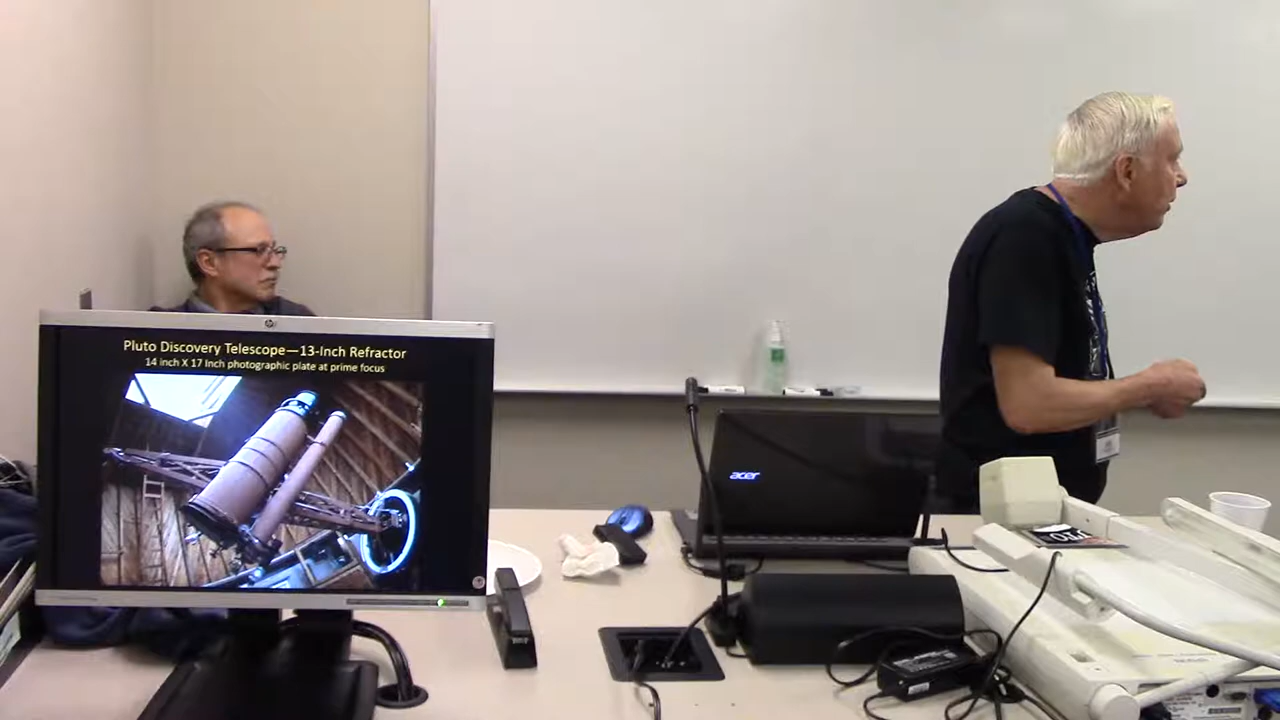 Pluto Discovery Telescope—13-Inch Refractor
14 inch X 17 Inch photographic plate at prime focus
acer